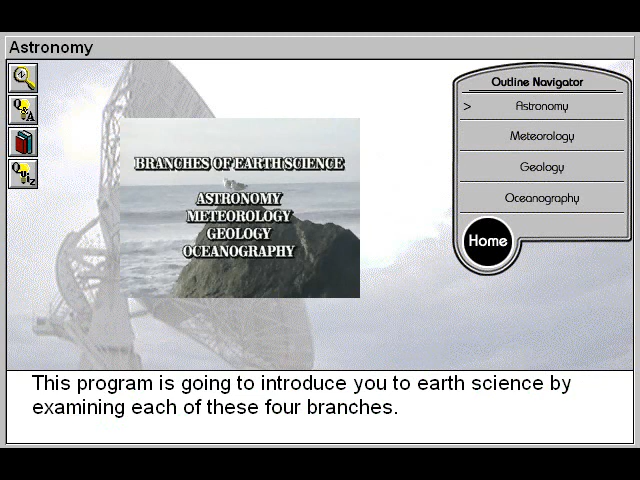 Astronomy
Q&A
Quiz
BRANCHES OF EARTH SCIENCE
ASTRONOMY
METEOROLOGY
GEOLOGY
OCEANOGRAPHY
Outline Navigator
> Astronomy
Meteorology
Geology
Oceanography
Home
This program is going to introduce you to earth science by
examining each of these four branches.